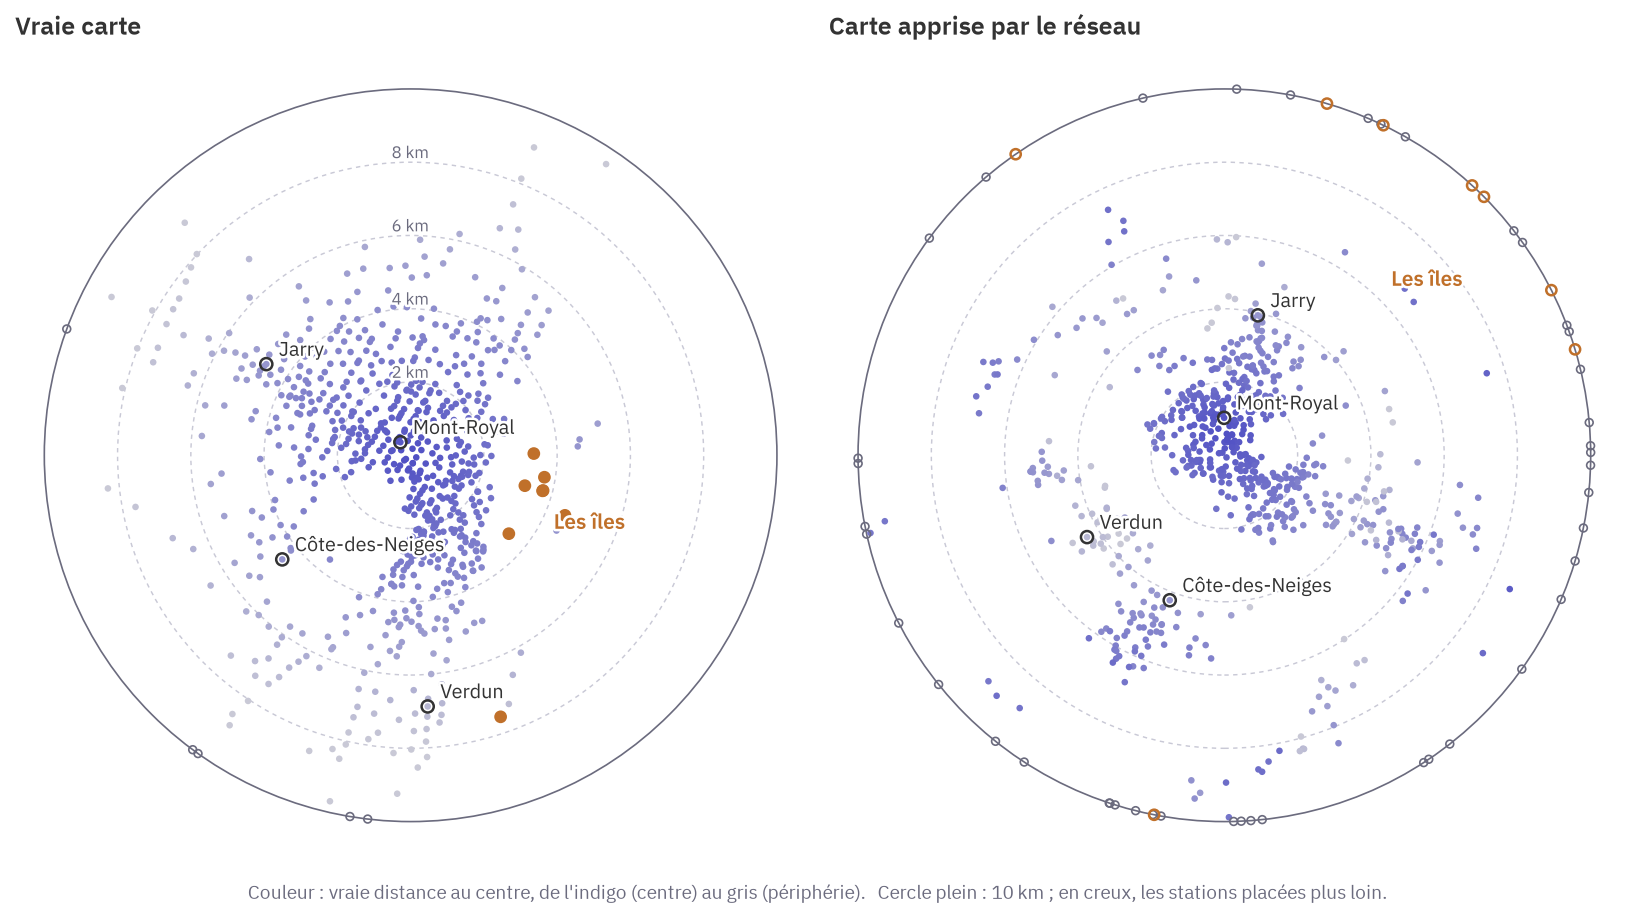 Vraie carte
Carte apprise par le réseau
8 km
6 km
4 km
2 km
Jarry
Mont-Royal
Les îles
Côte-des-Neiges
Verdun
Les îles
Jarry
Mont-Royal
Verdun
Côte-des-Neiges
Couleur : vraie distance au centre, de l'indigo (centre) au gris (périphérie). Cercle plein : 10 km ; en creux, les stations placées plus loin.